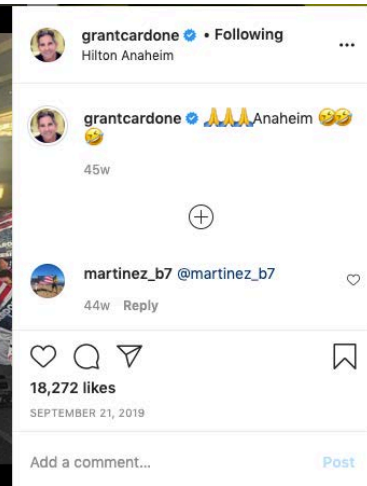 grantcardone • Following
Hilton Anaheim
grantcardone 🙏🙏🙏Anaheim 🤣🤣
🤣
45w
martinez_b7 @martinez_b7
44w Reply
18,272 likes
SEPTEMBER 21, 2019
Add a comment... Post